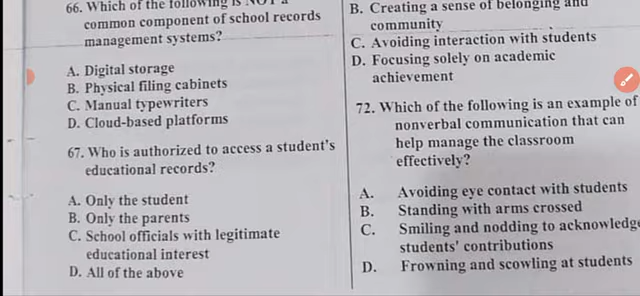 66. Which of the following is NOT a
common component of school records
management systems?
A. Digital storage
B. Physical filing cabinets
C. Manual typewriters
D. Cloud-based platforms
67. Who is authorized to access a student's
educational records?
A. Only the student
B. Only the parents
C. School officials with legitimate
educational interest
D. All of the above
B. Creating a sense of belonging and
community
C. Avoiding interaction with students
D. Focusing solely on academic
achievement
72. Which of the following is an example of
nonverbal communication that can
help manage the classroom
effectively?
A. Avoiding eye contact with students
B. Standing with arms crossed
C. Smiling and nodding to acknowledge
students' contributions
D. Frowning and scowling at students